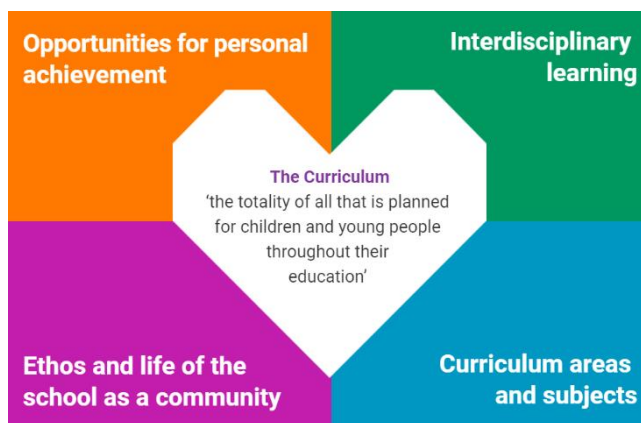 Opportunities for personal
achievement
Interdisciplinary
learning
The Curriculum
‘the totality of all that is planned
for children and young people
throughout their
education’
Ethos and life of the
school as a community
Curriculum areas
and subjects